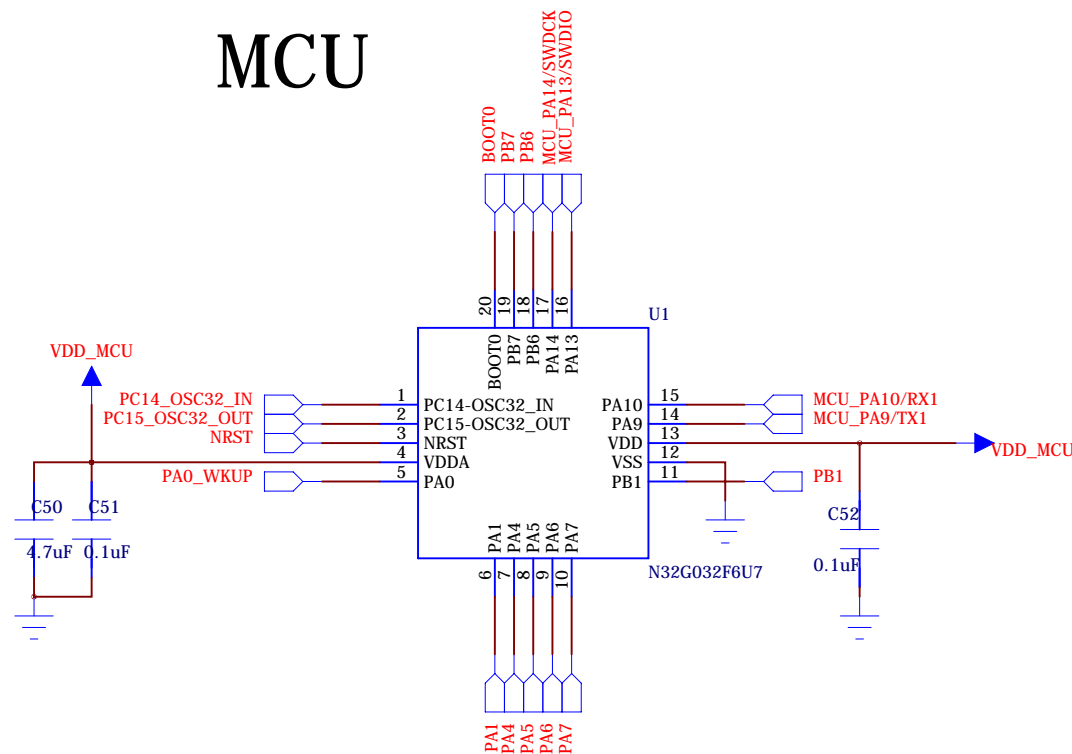 MCU
BOOT0
PB7
PB6
MCU_PA14/SWDCK
MCU_PA13/SWDIO
20
19
18
17
16
U1
BOOT0
PB7
PB6
PA14
PA13
VDD_MCU
PC14_OSC32_IN
PC15_OSC32_OUT
NRST
PA0_WKUP
1
2
3
4
5
PC14-OSC32_IN
PC15-OSC32_OUT
NRST
VDDA
PA0
PA10
PA9
VDD
VSS
PB1
15
14
13
12
11
MCU_PA10/RX1
MCU_PA9/TX1
VDD_MCU
PB1
C50
4.7uF
C51
0.1uF
C52
0.1uF
PA1
PA4
PA5
PA6
PA7
6
7
8
9
10
N32G032F6U7
PA1
PA4
PA5
PA6
PA7